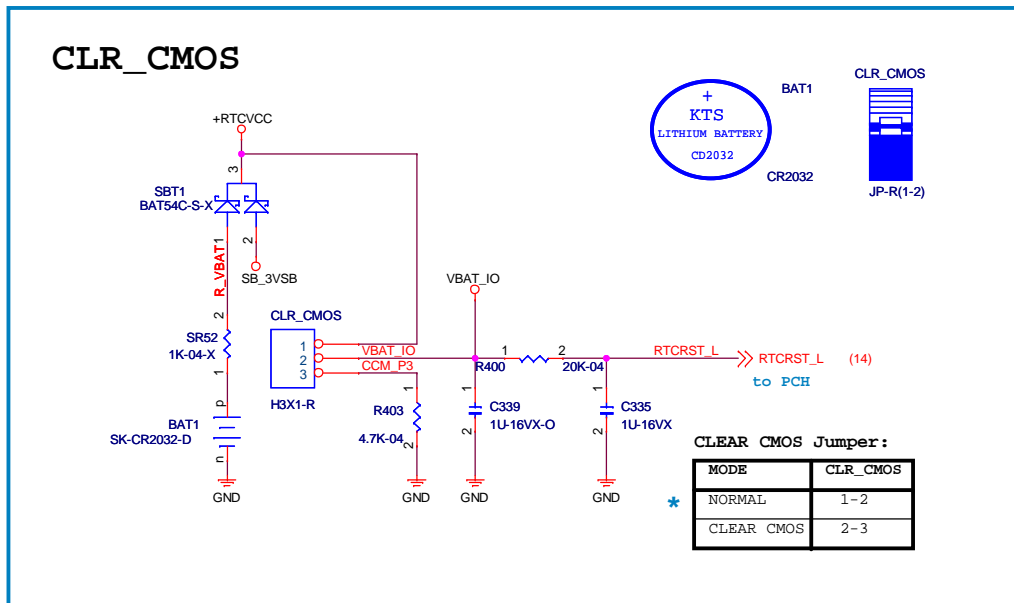 CLR_CMOS
+RTCVCC
3
SBT1
BAT54C-S-X
1
2
R_VBAT
SB_3VSB
2
SR52
1K-04-X
1
p
BAT1
SK-CR2032-D
n
GND
CLR_CMOS
1
2
3
H3X1-R
VBAT_IO
CCM_P3
1
R403
4.7K-04
2
GND
VBAT_IO
1
R400
2
20K-04
1
C339
1U-16VX-O
2
GND
1
C335
1U-16VX
2
GND
RTCRST_L
RTCRST_L (14)
to PCH
+
KTS
LITHIUM BATTERY
CD2032
BAT1
CR2032
CLR_CMOS
JP-R(1-2)
CLEAR CMOS Jumper:
MODE CLR_CMOS
* NORMAL 1-2
CLEAR CMOS 2-3